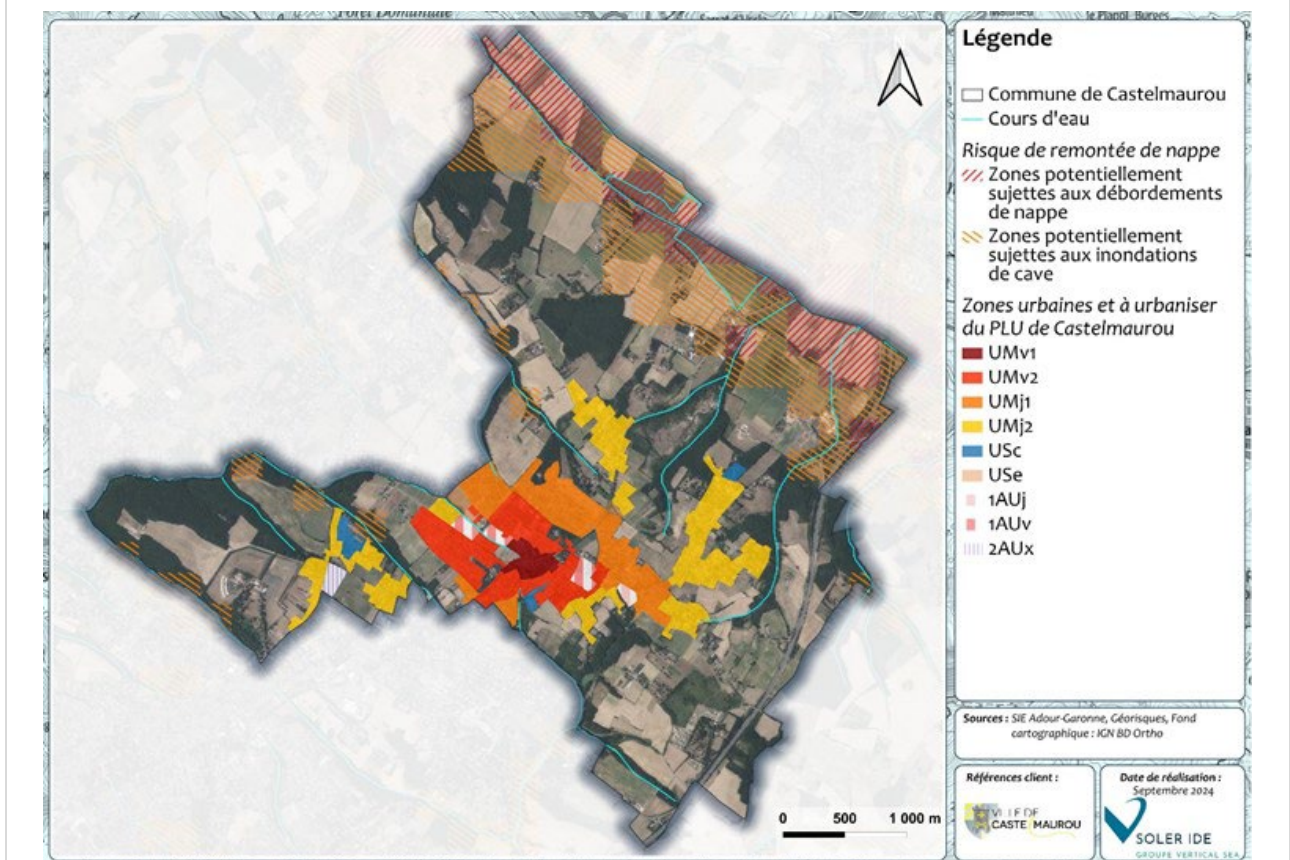 Forêt Domaniale
le Planol Burges
Légende
Commune de Castelmaurou
Cours d'eau
Risque de remontée de nappe
Zones potentiellement
sujettes aux débordements
de nappe
Zones potentiellement
sujettes aux inondations
de cave
Zones urbaines et à urbaniser
du PLU de Castelmaurou
UMv1
UMv2
UMj1
UMj2
USc
USe
1AUj
1AUv
2AUx
Sources : SIE Adour-Garonne, Géorisques, Fond
cartographique : IGN BD Ortho
Références client :
VILLE DE
CASTELMAUROU
Date de réalisation :
Septembre 2024
SOLER IDE
GROUPE VERTICAL SEA
0 500 1 000 m